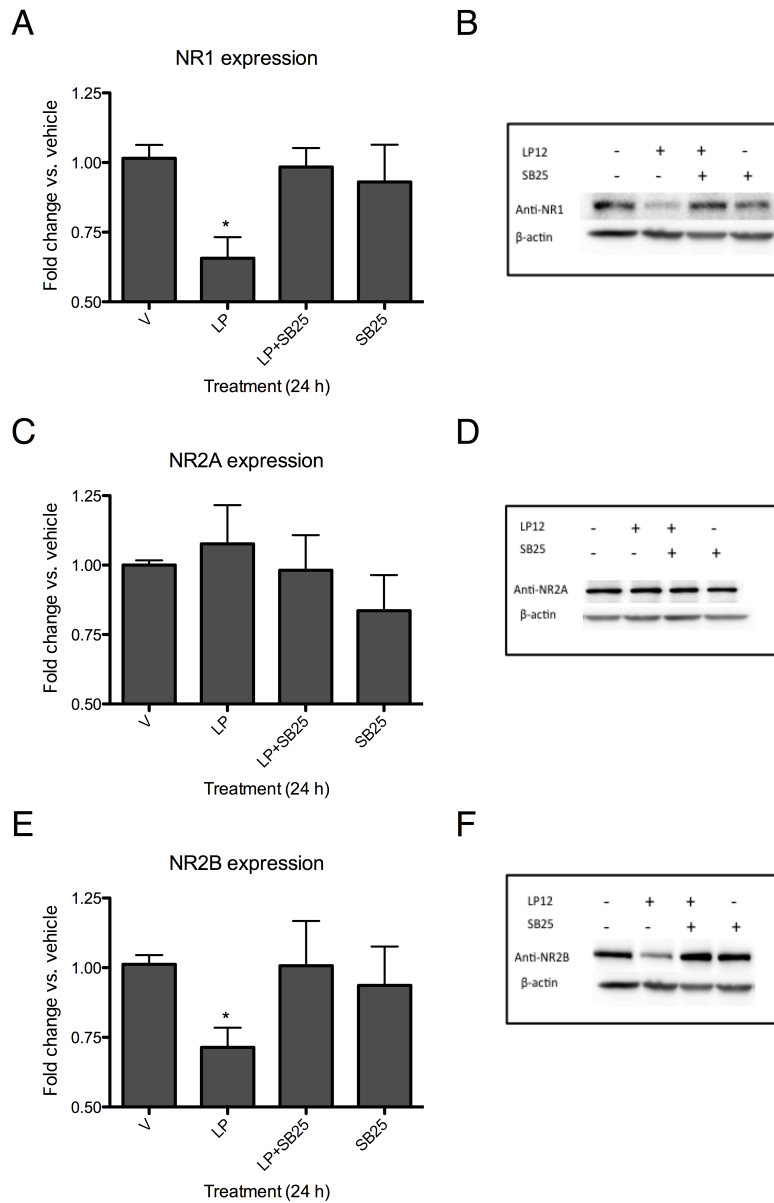 A
NR1 expression
Fold change vs. vehicle
1.25
1.00
0.75
0.50
*
V
LP
LP+SB25
SB25
Treatment (24 h)
B
LP12 - + + -
SB25 - - + +
Anti-NR1
β-actin
C
NR2A expression
Fold change vs. vehicle
1.25
1.00
0.75
0.50
V
LP
LP+SB25
SB25
Treatment (24 h)
D
LP12 - + + -
SB25 - - + +
Anti-NR2A
β-actin
E
NR2B expression
Fold change vs. vehicle
1.25
1.00
0.75
0.50
*
V
LP
LP+SB25
SB25
Treatment (24 h)
F
LP12 - + + -
SB25 - - + +
Anti-NR2B
β-actin